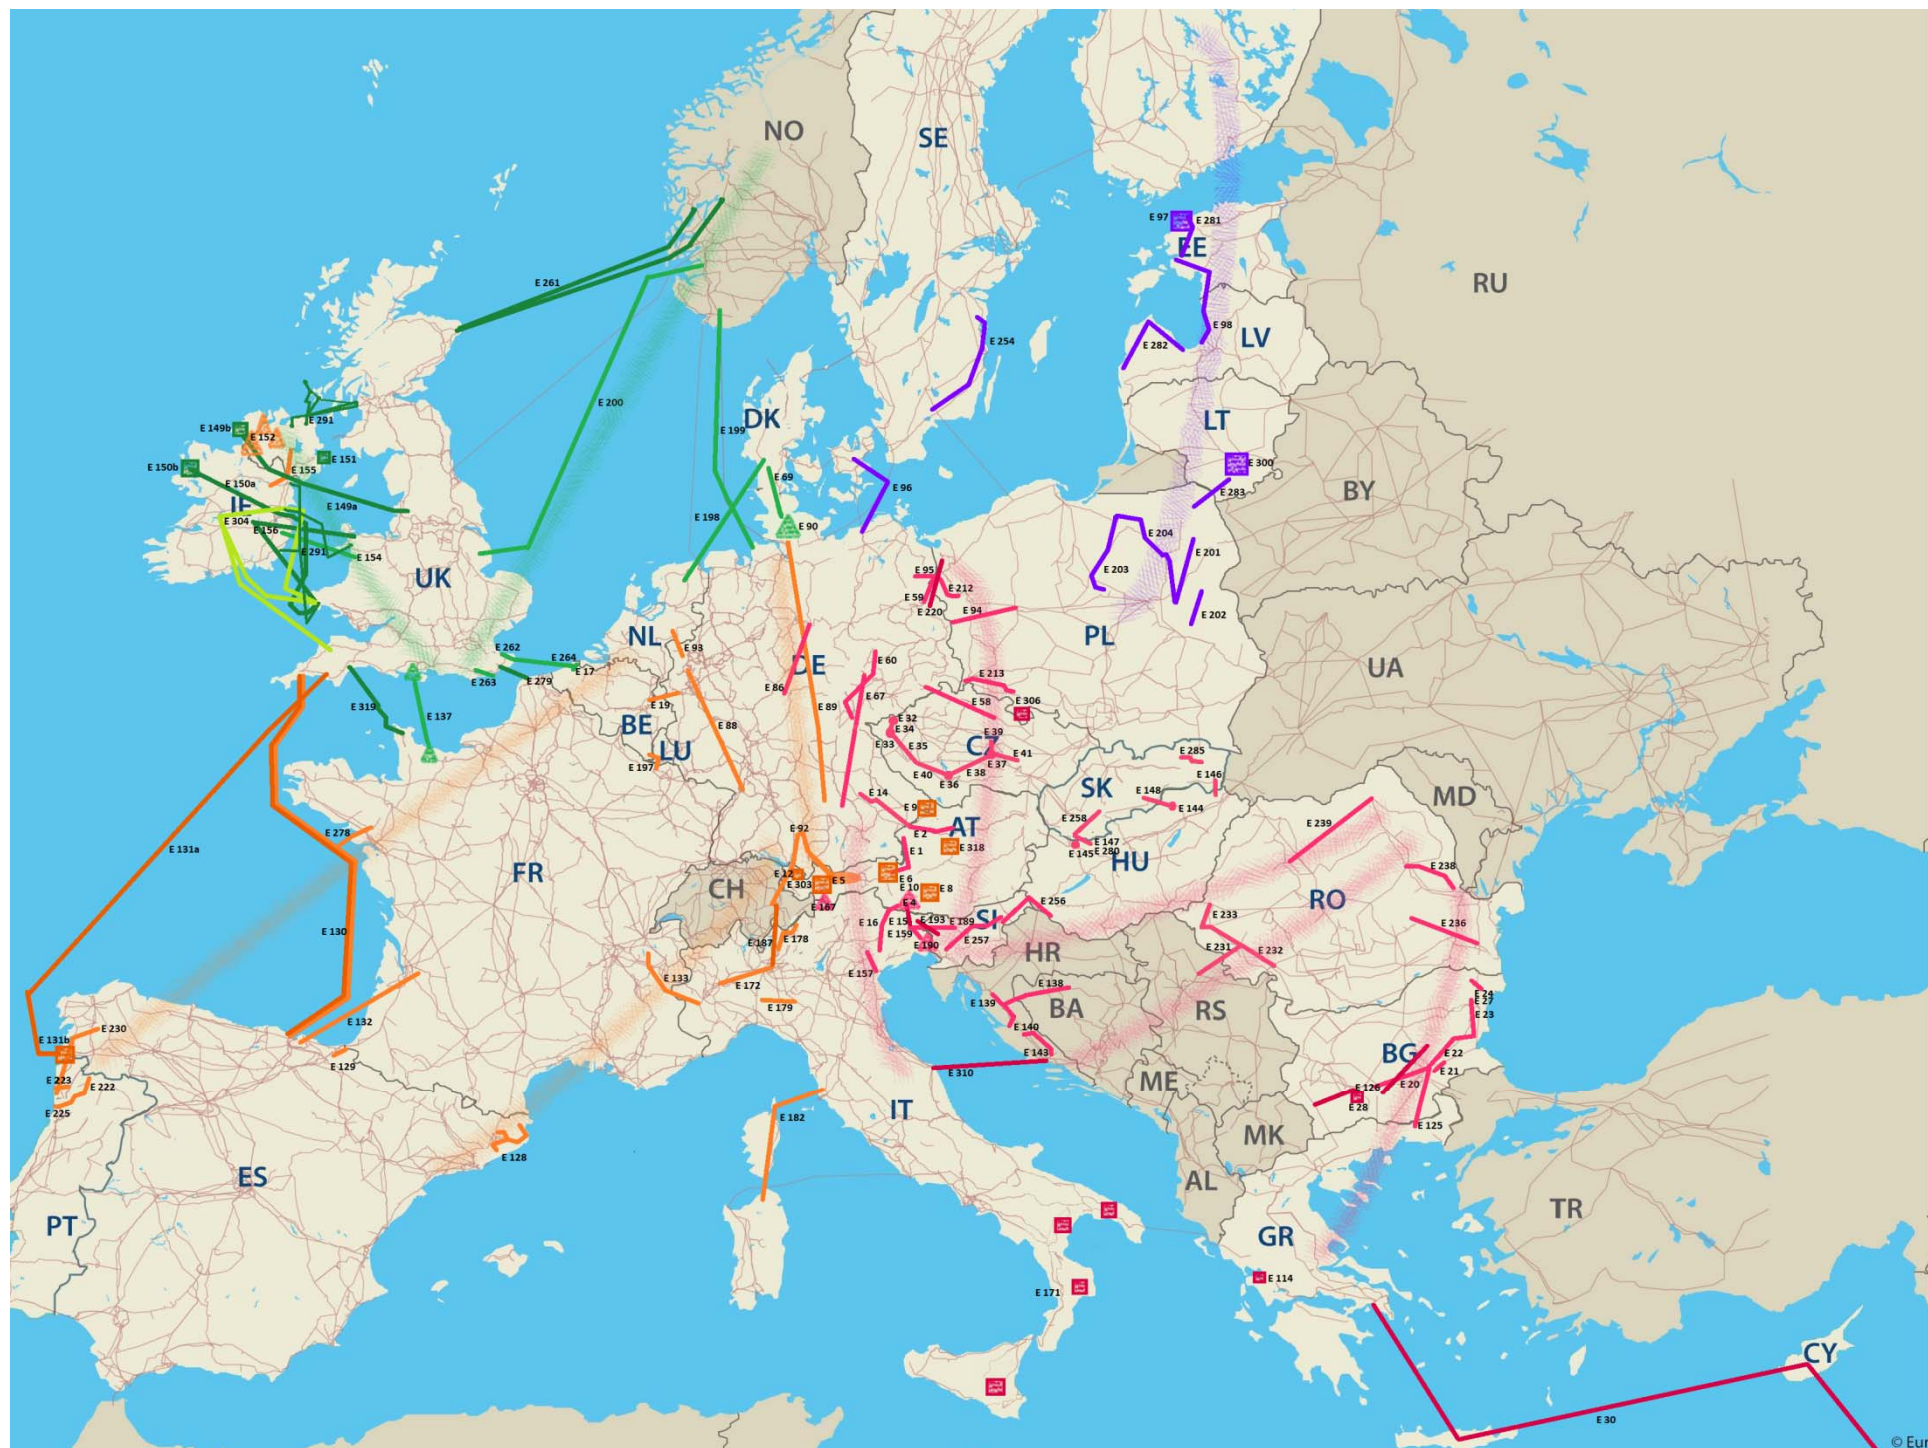 NO
SE
E 97
E 281
EE
E 261
RU
E 98
LV
E 282
E 254
E 200
E 199
DK
LT
E 291
E 149b
E 152
E 151
E 150b
E 155
E 150a
E 149a
IE
E 304
E 156
E 291
E 154
UK
E 69
E 90
E 198
E 96
E 300
E 283
BY
E 204
E 201
E 203
E 202
E 95
E 59
E 212
E 220
E 94
PL
UA
NL
E 93
E 262
E 264
E 17
E 263
E 279
DE
E 60
E 86
E 67
E 213
E 306
E 58
E 19
BE
LU
E 88
E 89
E 319
E 137
E 197
E 32
E 34
E 33
E 35
E 39
CZ
E 41
E 37
E 38
E 40
E 36
E 285
E 146
SK
E 148
E 144
E 258
E 147
E 145
E 280
HU
MD
E 14
E 9
AT
E 2
E 92
E 1
E 318
E 278
E 131a
FR
CH
E 12
E 303
E 5
E 6
E 10
E 8
E 4
E 167
E 239
E 238
RO
E 130
E 187
E 178
E 16
E 15
E 193
E 189
SI
E 256
E 159
E 190
E 257
HR
E 233
E 236
E 231
E 232
E 133
E 172
E 157
E 179
E 138
E 139
BA
RS
E 140
E 143
E 24
E 27
E 23
E 132
E 230
E 131b
E 129
E 223
E 222
E 225
E 310
ME
BG
E 22
E 21
E 20
E 126
E 28
E 125
IT
E 182
MK
E 128
ES
AL
PT
GR
TR
E 114
E 171
CY
E 30
© Eur